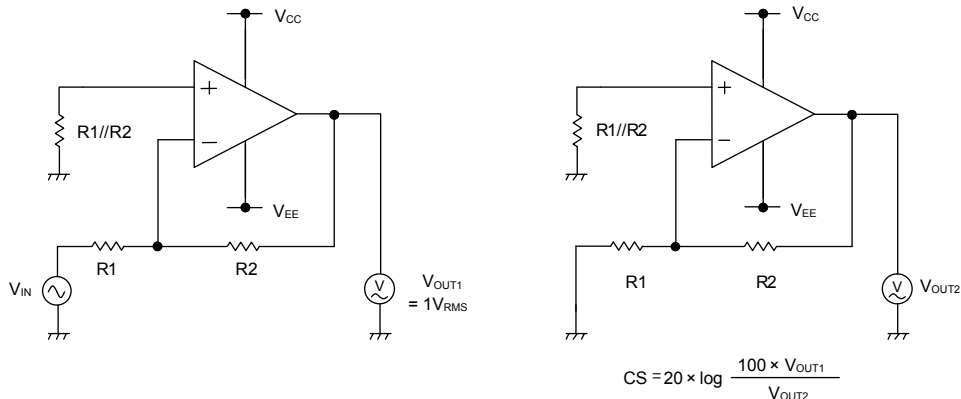 VCC
+
R1//R2
−
VEE
R1
R2
VIN
V
VOUT1
= 1VRMS
VCC
+
R1//R2
−
VEE
R1
R2
V
VOUT2
CS = 20 × log 100 × VOUT1
VOUT2